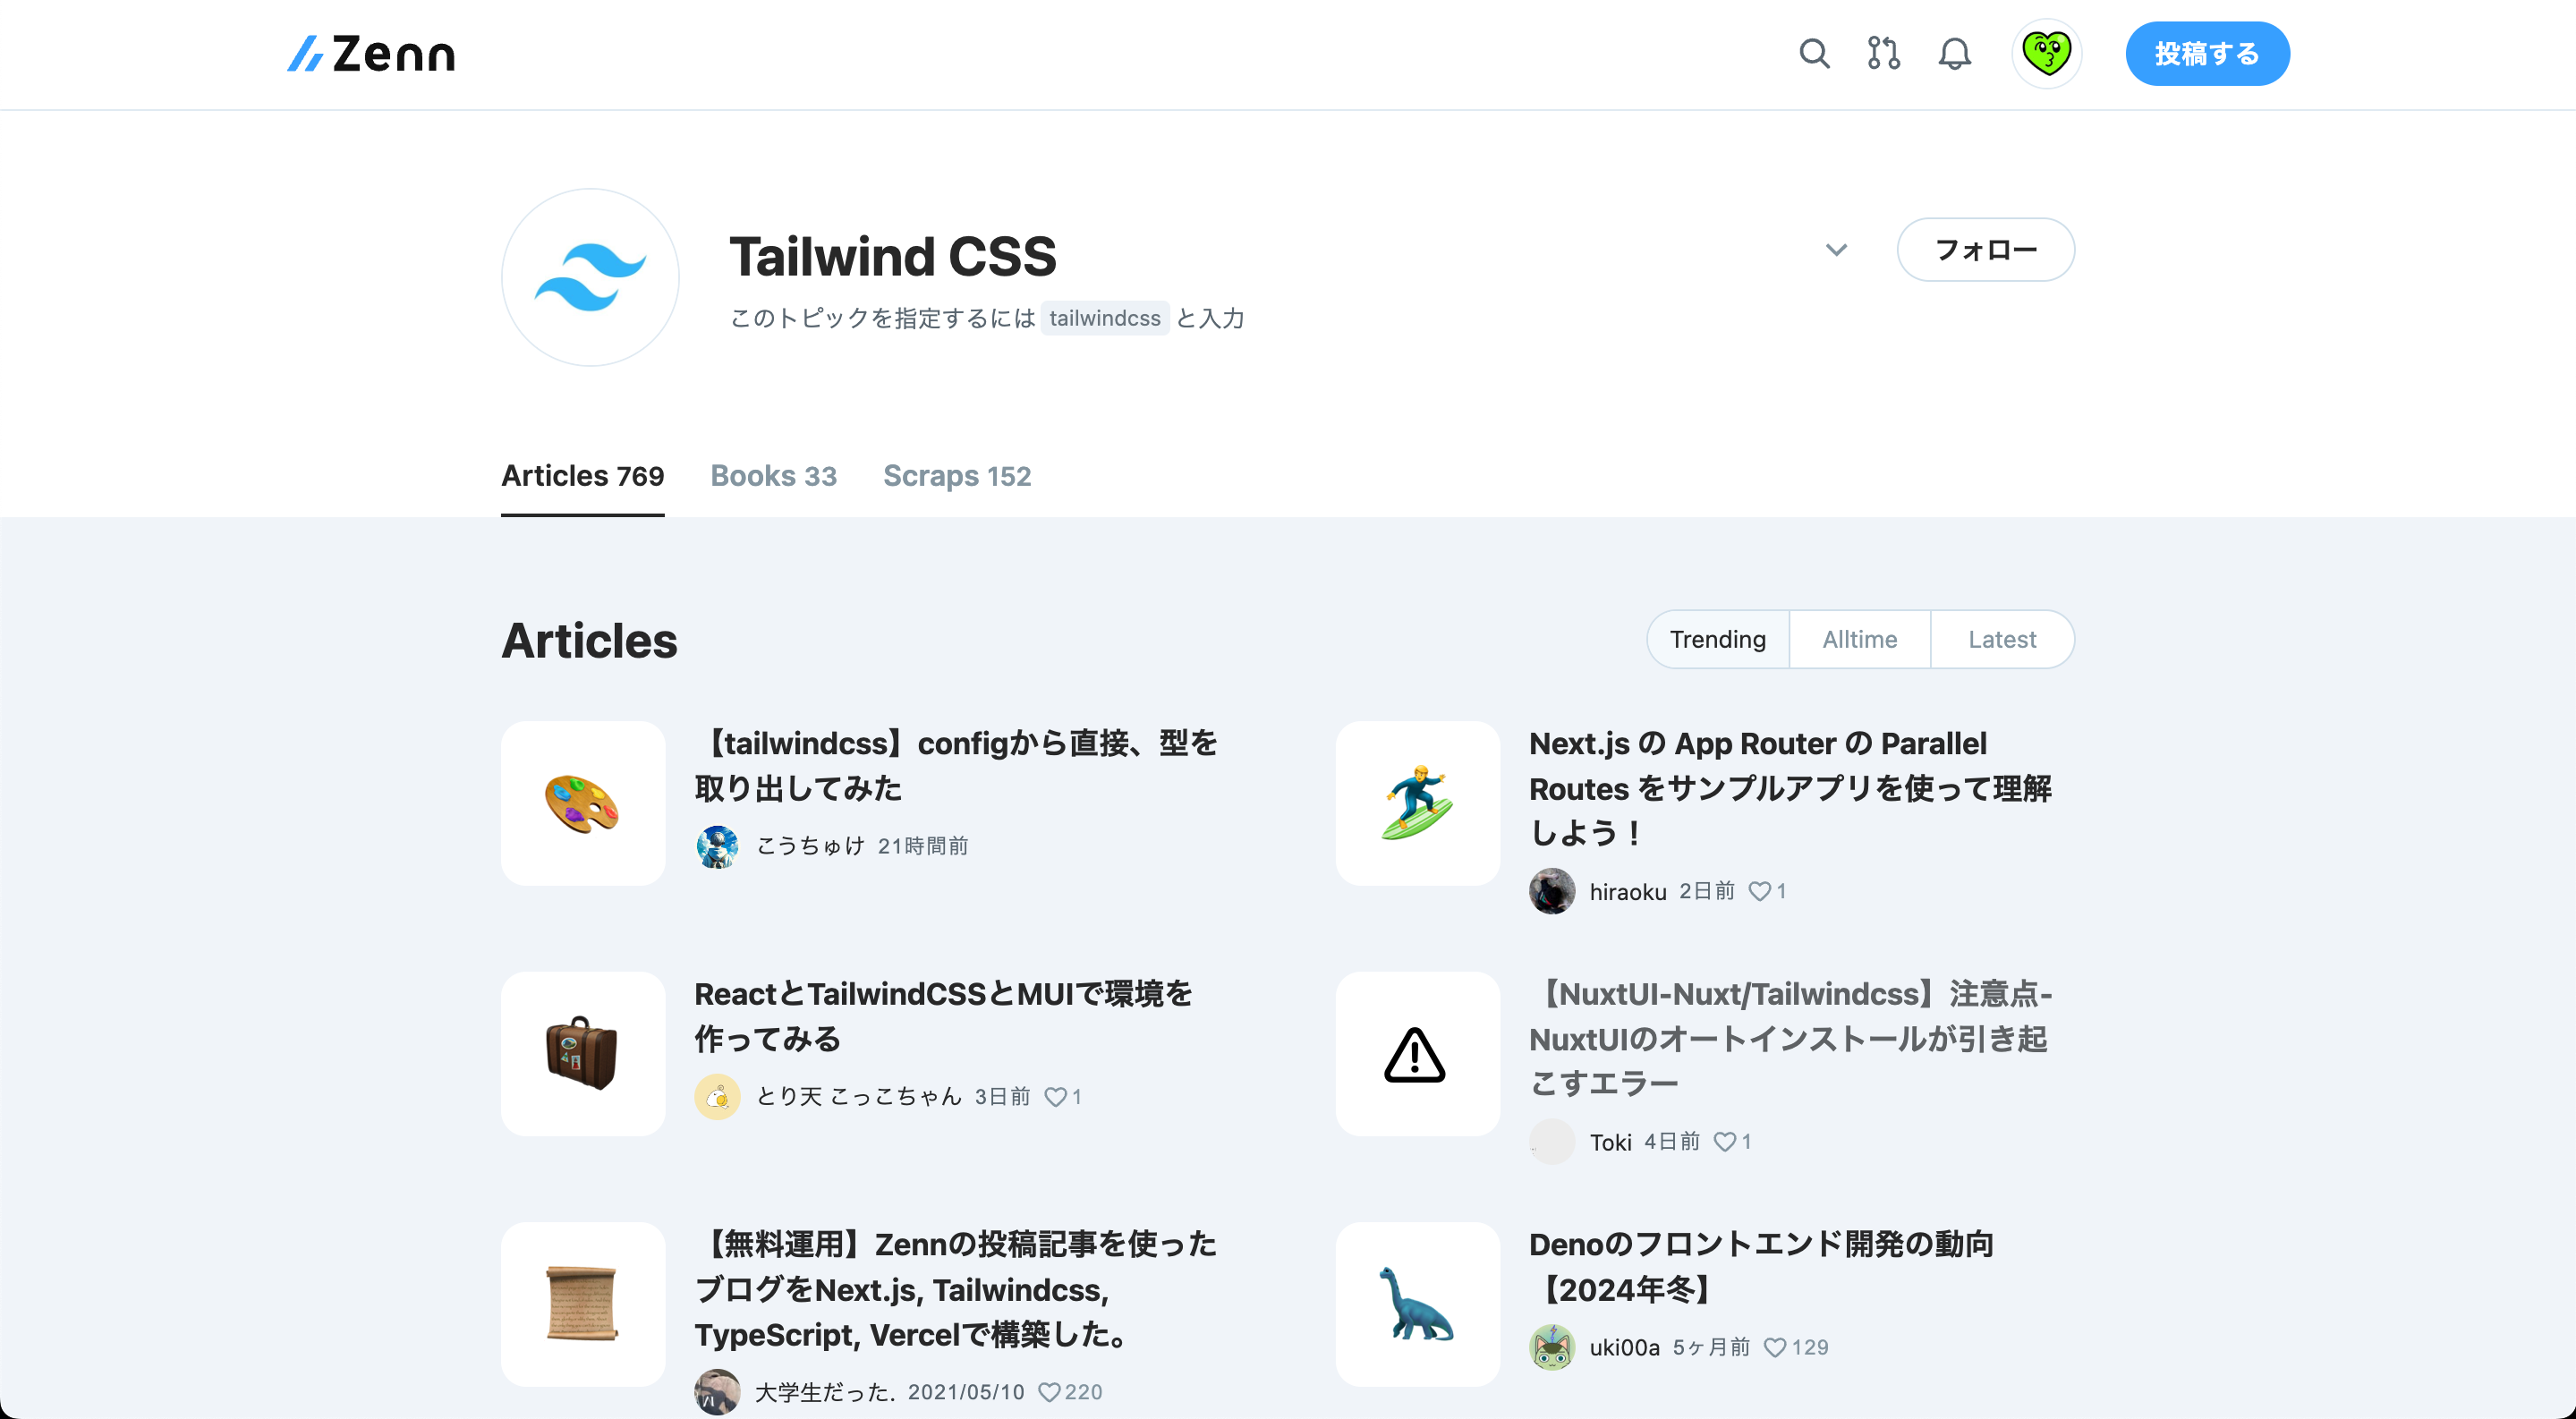 Zenn
投稿する
Tailwind CSS
フォロー
このトピックを指定するには tailwindcss と入力
Articles 769
Books 33
Scraps 152
Articles
Trending
Alltime
Latest
【tailwindcss】configから直接、型を
取り出してみた
こうちゅけ 21時間前
Next.js の App Router の Parallel
Routes をサンプルアプリを使って理解
しよう！
hiraoku 2日前 1
ReactとTailwindCSSとMUIで環境を
作ってみる
とり天 こっこちゃん 3日前 1
【NuxtUI-Nuxt/Tailwindcss】注意点-
NuxtUIのオートインストールが引き起
こすエラー
Toki 4日前 1
【無料運用】Zennの投稿記事を使った
ブログをNext.js, Tailwindcss,
TypeScript, Vercelで構築した。
大学生だった. 2021/05/10 220
Denoのフロントエンド開発の動向
【2024年冬】
uki00a 5ヶ月前 129